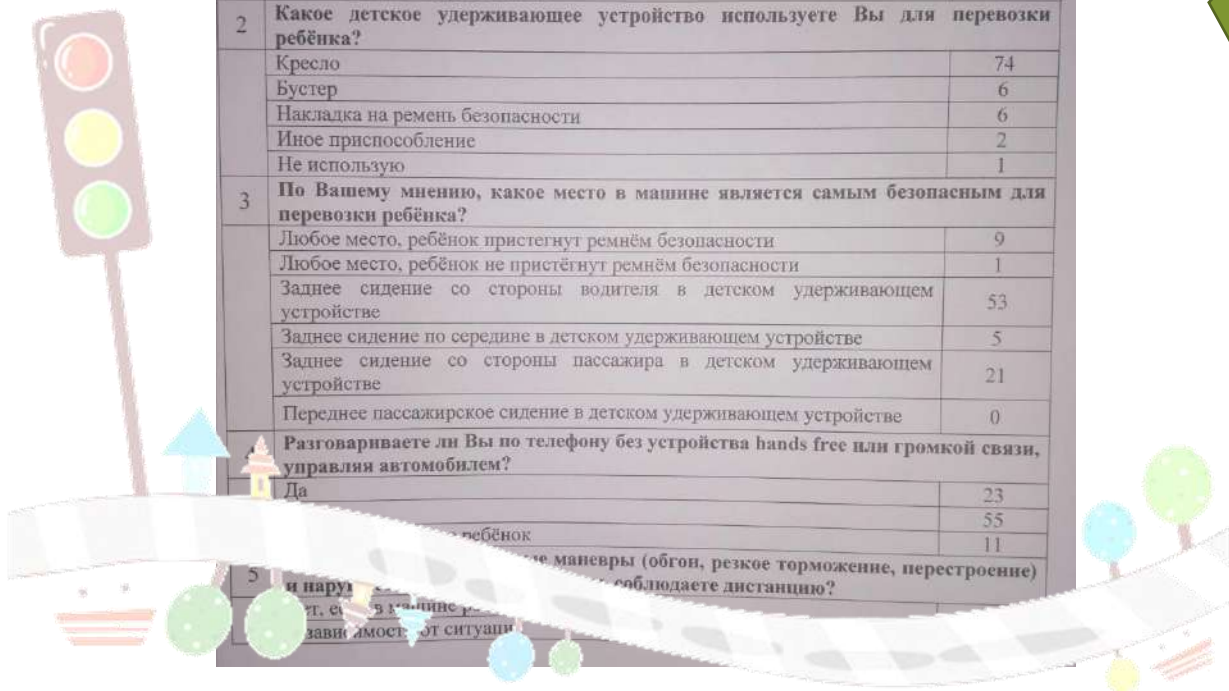 2
Какое детское удерживающее устройство используете Вы для перевозки
ребёнка?
Кресло 74
Бустер 6
Накладка на ремень безопасности 6
Иное приспособление 2
Не использую 1
3
По Вашему мнению, какое место в машине является самым безопасным для
перевозки ребёнка?
Любое место, ребёнок пристегнут ремнём безопасности 9
Любое место, ребёнок не пристёгнут ремнём безопасности 1
Заднее сидение со стороны водителя в детском удерживающем
устройстве
53
Заднее сидение по середине в детском удерживающем устройстве 5
Заднее сидение со стороны пассажира в детском удерживающем
устройстве
21
Переднее пассажирское сидение в детском удерживающем устройстве 0
Разговариваете ли Вы по телефону без устройства hands free или громкой связи,
управляя автомобилем?
Да 23
55
ребёнок 11
5
маневры (обгон, резкое торможение, перестроение)
и соблюдаете дистанцию?
в машине
от